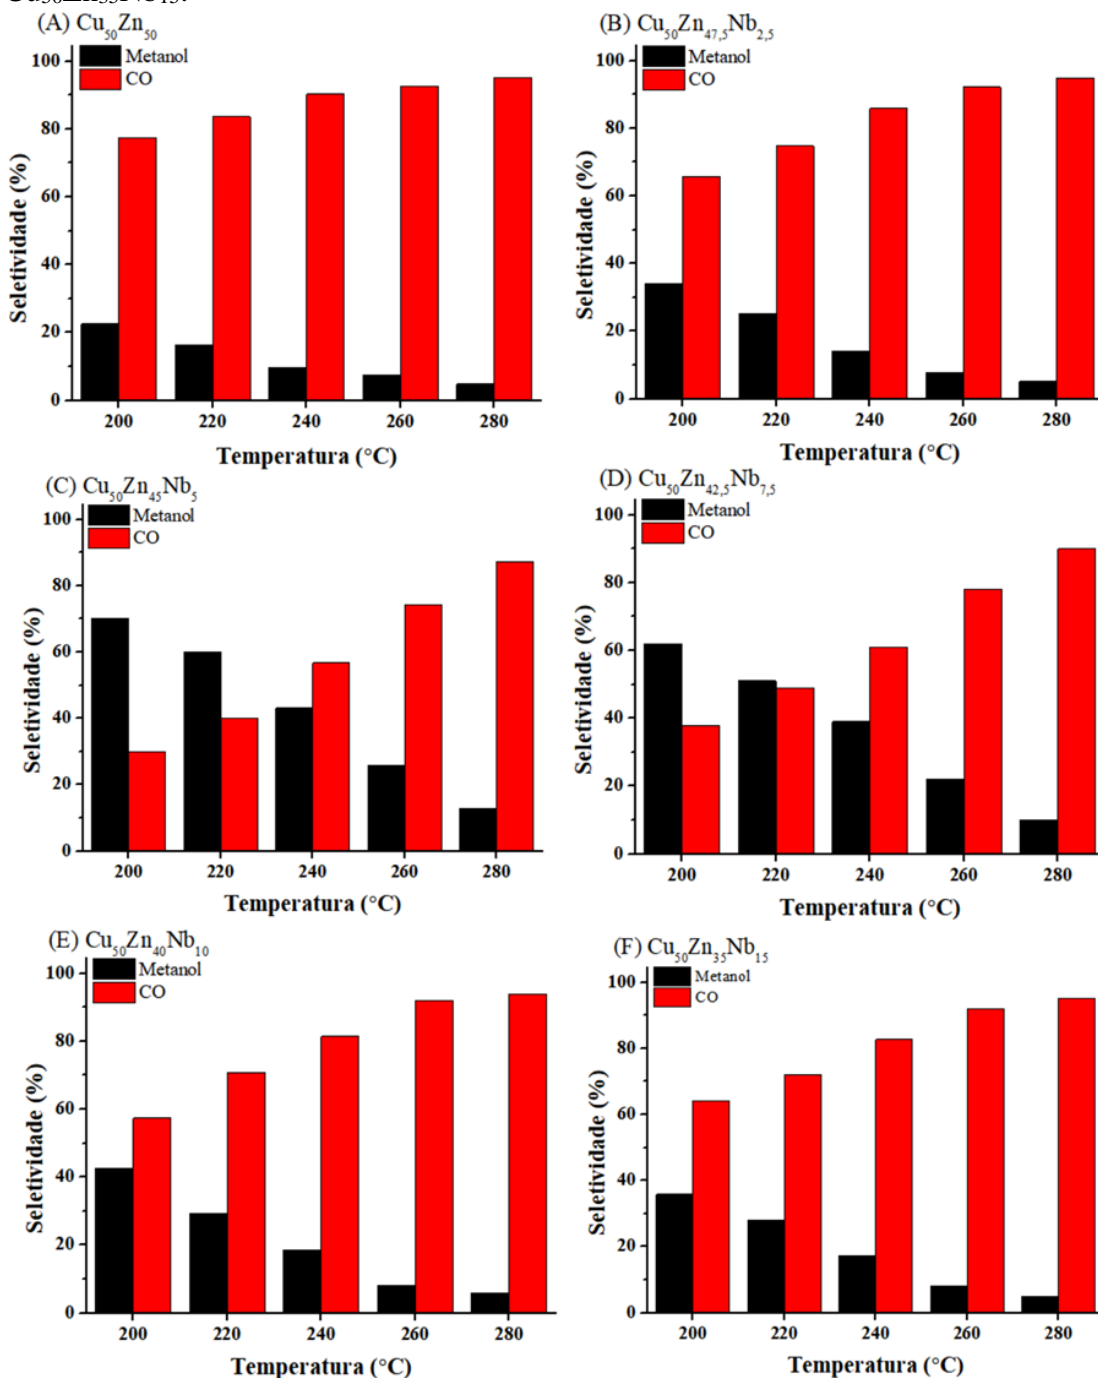 Cu50Zn35Nb15.
(A) Cu50Zn50
Metanol
CO
100
80
60
40
20
0
Seletividade (%)
200 220 240 260 280
Temperatura (°C)
(B) Cu50Zn47,5Nb2,5
Metanol
CO
100
80
60
40
20
0
Seletividade (%)
200 220 240 260 280
Temperatura (°C)
(C) Cu50Zn45Nb5
Metanol
CO
100
80
60
40
20
0
Seletividade (%)
200 220 240 260 280
Temperatura (°C)
(D) Cu50Zn42,5Nb7,5
Metanol
CO
100
80
60
40
20
0
Seletividade (%)
200 220 240 260 280
Temperatura (°C)
(E) Cu50Zn40Nb10
Metanol
CO
100
80
60
40
20
0
Seletividade (%)
200 220 240 260 280
Temperatura (°C)
(F) Cu50Zn35Nb15
Metanol
CO
100
80
60
40
20
0
Seletividade (%)
200 220 240 260 280
Temperatura (°C)